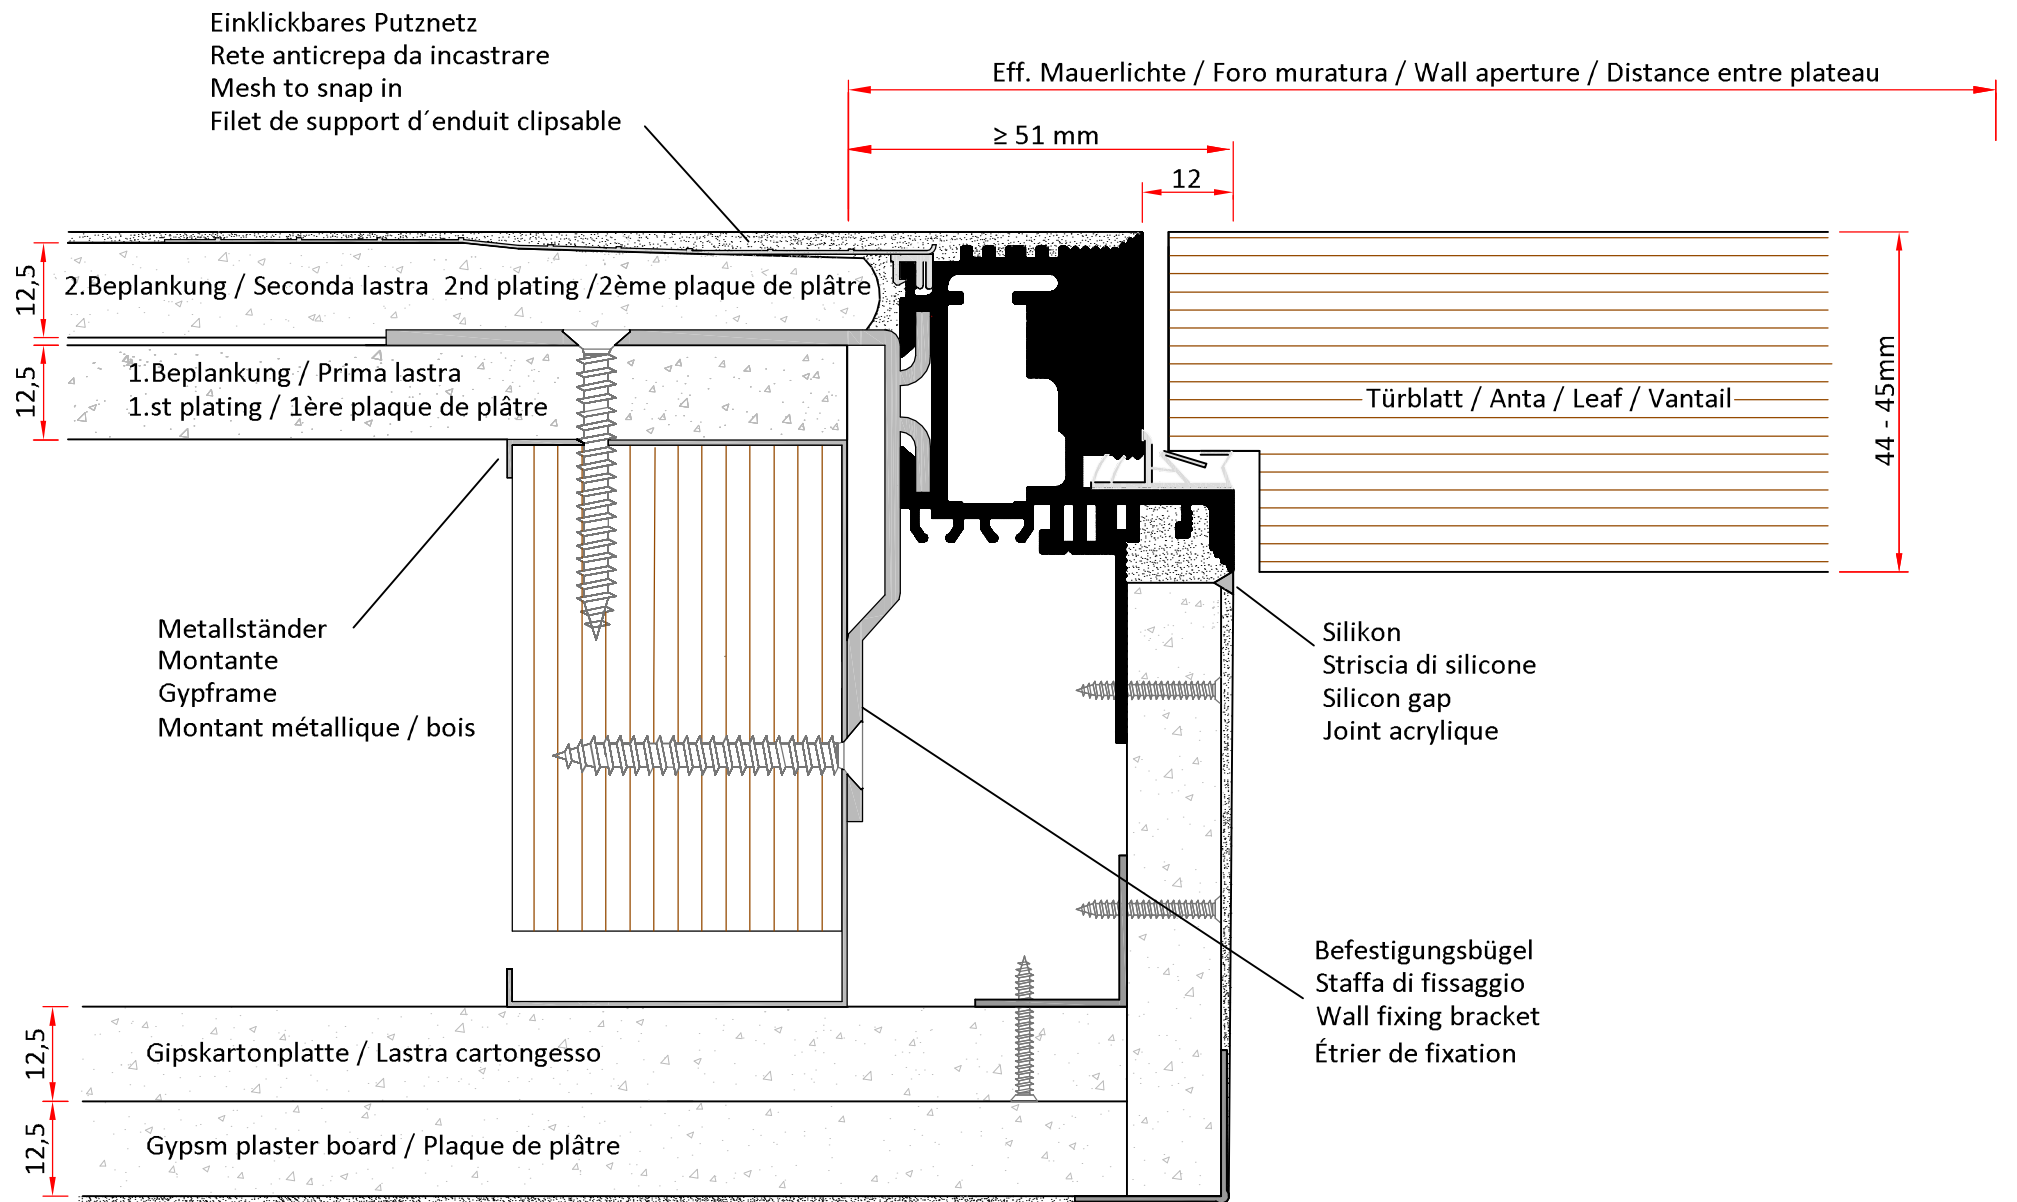 Einklickbares Putznetz
Rete anticrepa da incastrare
Mesh to snap in
Filet de support d´enduit clipsable
Eff. Mauerlichte / Foro muratura / Wall aperture / Distance entre plateau
≥ 51 mm
12
12,5
2.Beplankung / Seconda lastra 2nd plating /2ème plaque de plâtre
12,5
1.Beplankung / Prima lastra
1.st plating / 1ère plaque de plâtre
Türblatt / Anta / Leaf / Vantail
44 - 45mm
Metallständer
Montante
Gypframe
Montant métallique / bois
Silikon
Striscia di silicone
Silicon gap
Joint acrylique
Befestigungsbügel
Staffa di fissaggio
Wall fixing bracket
Étrier de fixation
12,5
Gipskartonplatte / Lastra cartongesso
12,5
Gypsm plaster board / Plaque de plâtre